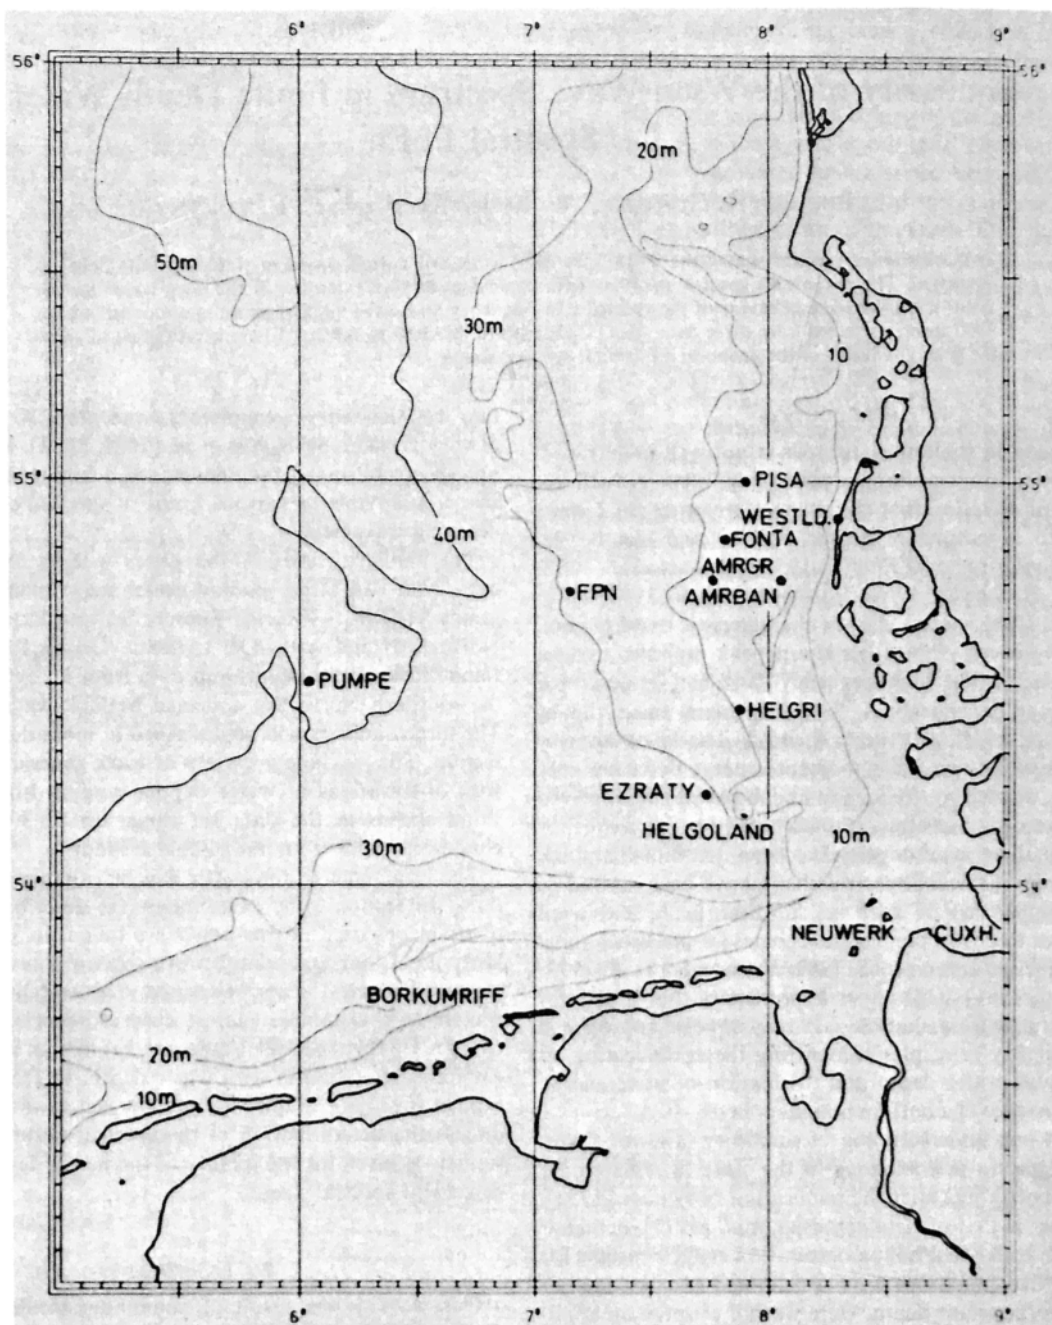 6° 7° 8° 9°
56° 56°
20m
50m
30m
10
PISA
55° 55°
WESTLD.
40m FONTA
AMRGR
FPN AMRBAN
PUMPE
HELGRI
EZRATY
HELGOLAND 10m
30m
54° 54°
NEUWERK CUXH.
BORKUMRIFF
20m
10m
6° 7° 8° 9°